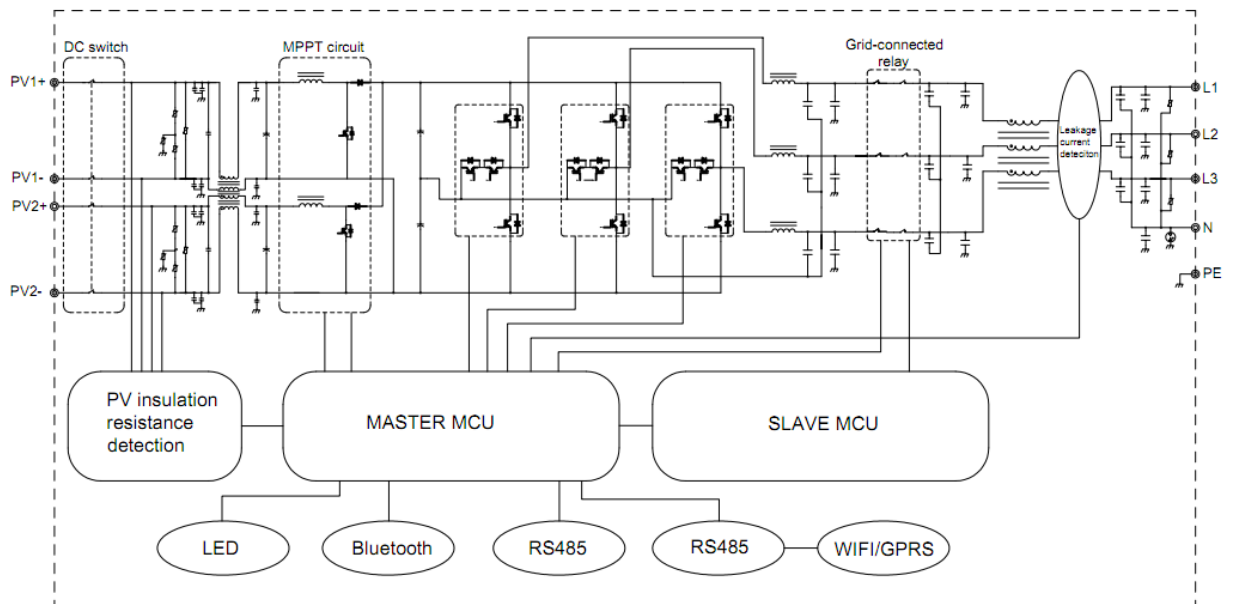 DC switch
MPPT circuit
Grid-connected
relay
PV1+
PV1-
PV2+
PV2-
Leakage
current
deteciton
L1
L2
L3
N
PE
PV insulation
resistance
detection
MASTER MCU
SLAVE MCU
LED
Bluetooth
RS485
RS485
WIFI/GPRS